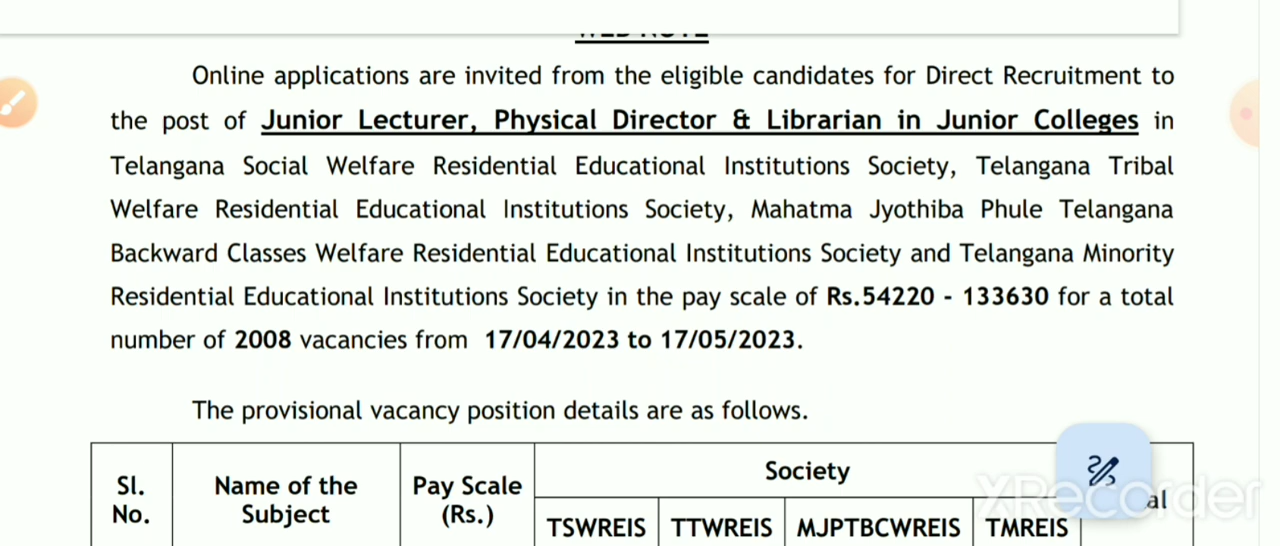 Online applications are invited from the eligible candidates for Direct Recruitment to
the post of Junior Lecturer, Physical Director & Librarian in Junior Colleges in
Telangana Social Welfare Residential Educational Institutions Society, Telangana Tribal
Welfare Residential Educational Institutions Society, Mahatma Jyothiba Phule Telangana
Backward Classes Welfare Residential Educational Institutions Society and Telangana Minority
Residential Educational Institutions Society in the pay scale of Rs.54220 - 133630 for a total
number of 2008 vacancies from 17/04/2023 to 17/05/2023.
The provisional vacancy position details are as follows.
Sl. No.
Name of the Subject
Pay Scale (Rs.)
Society
TSWREIS TTWREIS MJPTBCWREIS TMREIS
XRecorder